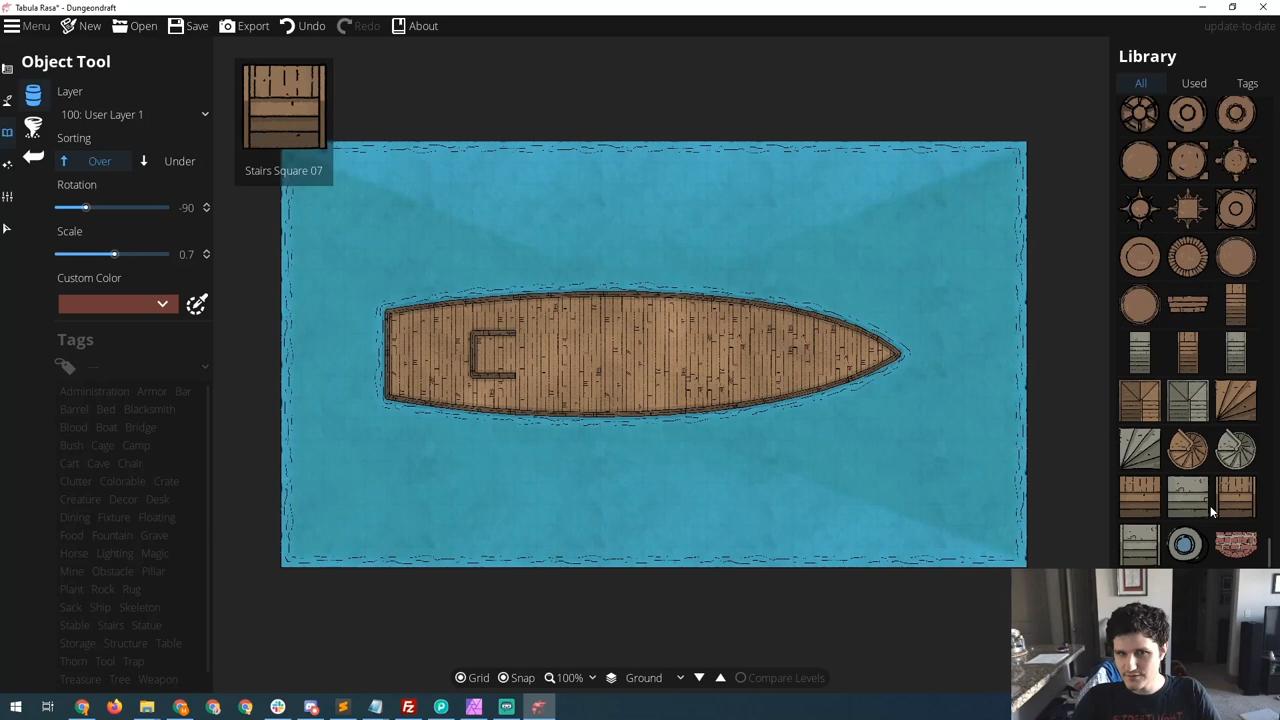 Tabula Rasa* - Dungeondraft
Menu New Open Save Export Undo Redo About update-to-date
Object Tool
Layer
100: User Layer 1
Sorting
Over Under
Rotation
-90
Scale
0.7
Custom Color
Tags
Administration Armor Bar
Barrel Bed Blacksmith
Blood Boat Bridge
Bush Cage Camp
Cart Cave Chair
Clutter Colorable Crate
Creature Decor Desk
Dining Fixture Floating
Food Fountain Grave
Horse Lighting Magic
Mine Obstacle Pillar
Plant Rock Rug
Sack Ship Skeleton
Stable Stairs Statue
Storage Structure Table
Thorn Tool Trap
Treasure Tree Weapon
Stairs Square 07
Library
All Used Tags
Grid Snap 100% Ground Compare Levels